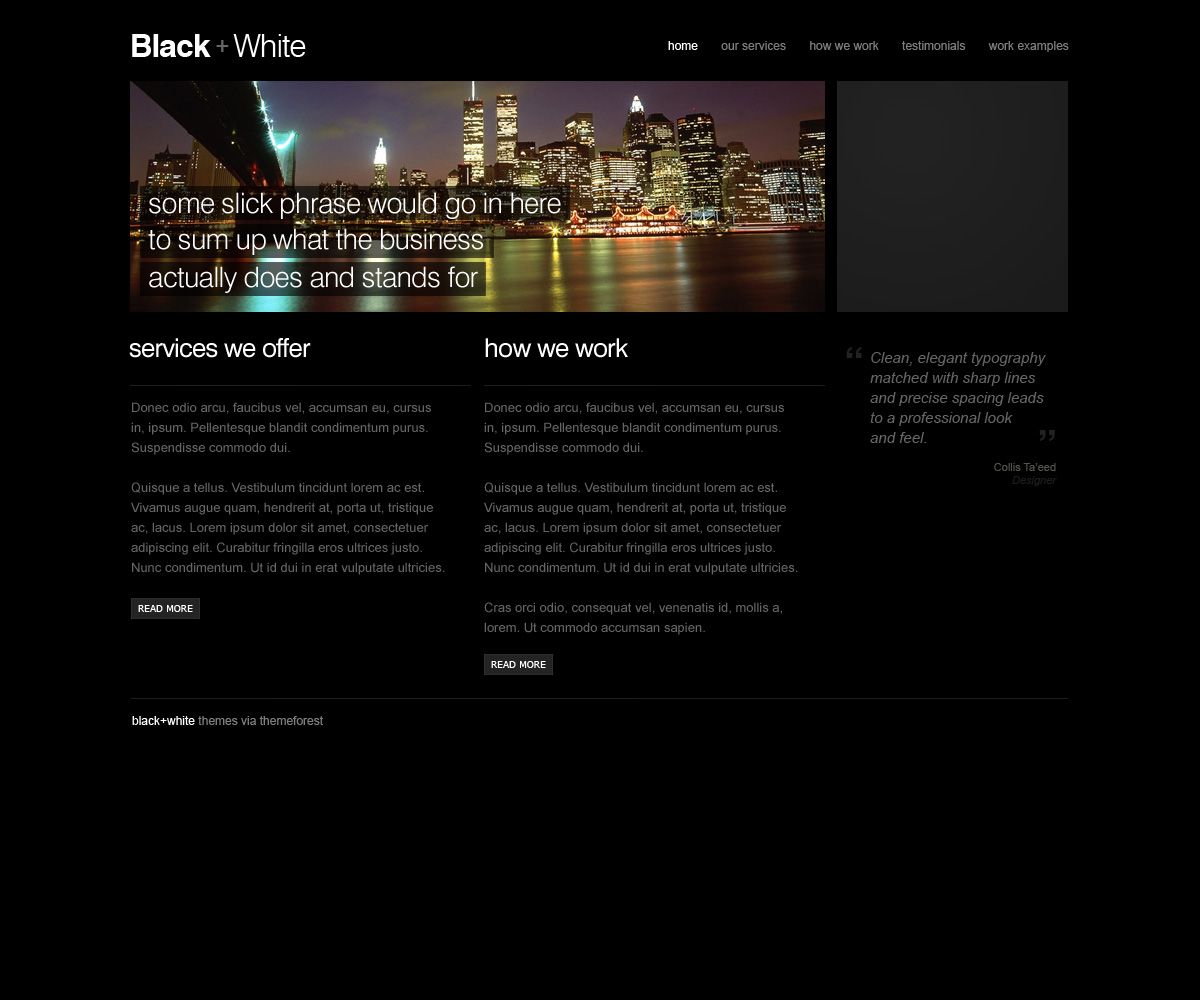 Black + White
home our services how we work testimonials work examples
some slick phrase would go in here
to sum up what the business
actually does and stands for
services we offer
Donec odio arcu, faucibus vel, accumsan eu, cursus
in, ipsum. Pellentesque blandit condimentum purus.
Suspendisse commodo dui.
Quisque a tellus. Vestibulum tincidunt lorem ac est.
Vivamus augue quam, hendrerit at, porta ut, tristique
ac, lacus. Lorem ipsum dolor sit amet, consectetuer
adipiscing elit. Curabitur fringilla eros ultrices justo.
Nunc condimentum. Ut id dui in erat vulputate ultricies.
READ MORE
how we work
Donec odio arcu, faucibus vel, accumsan eu, cursus
in, ipsum. Pellentesque blandit condimentum purus.
Suspendisse commodo dui.
Quisque a tellus. Vestibulum tincidunt lorem ac est.
Vivamus augue quam, hendrerit at, porta ut, tristique
ac, lacus. Lorem ipsum dolor sit amet, consectetuer
adipiscing elit. Curabitur fringilla eros ultrices justo.
Nunc condimentum. Ut id dui in erat vulputate ultricies.
Cras orci odio, consequat vel, venenatis id, mollis a,
lorem. Ut commodo accumsan sapien.
READ MORE
“ Clean, elegant typography
matched with sharp lines
and precise spacing leads
to a professional look
and feel. ”
Collis Ta'eed
Designer
black+white themes via themeforest